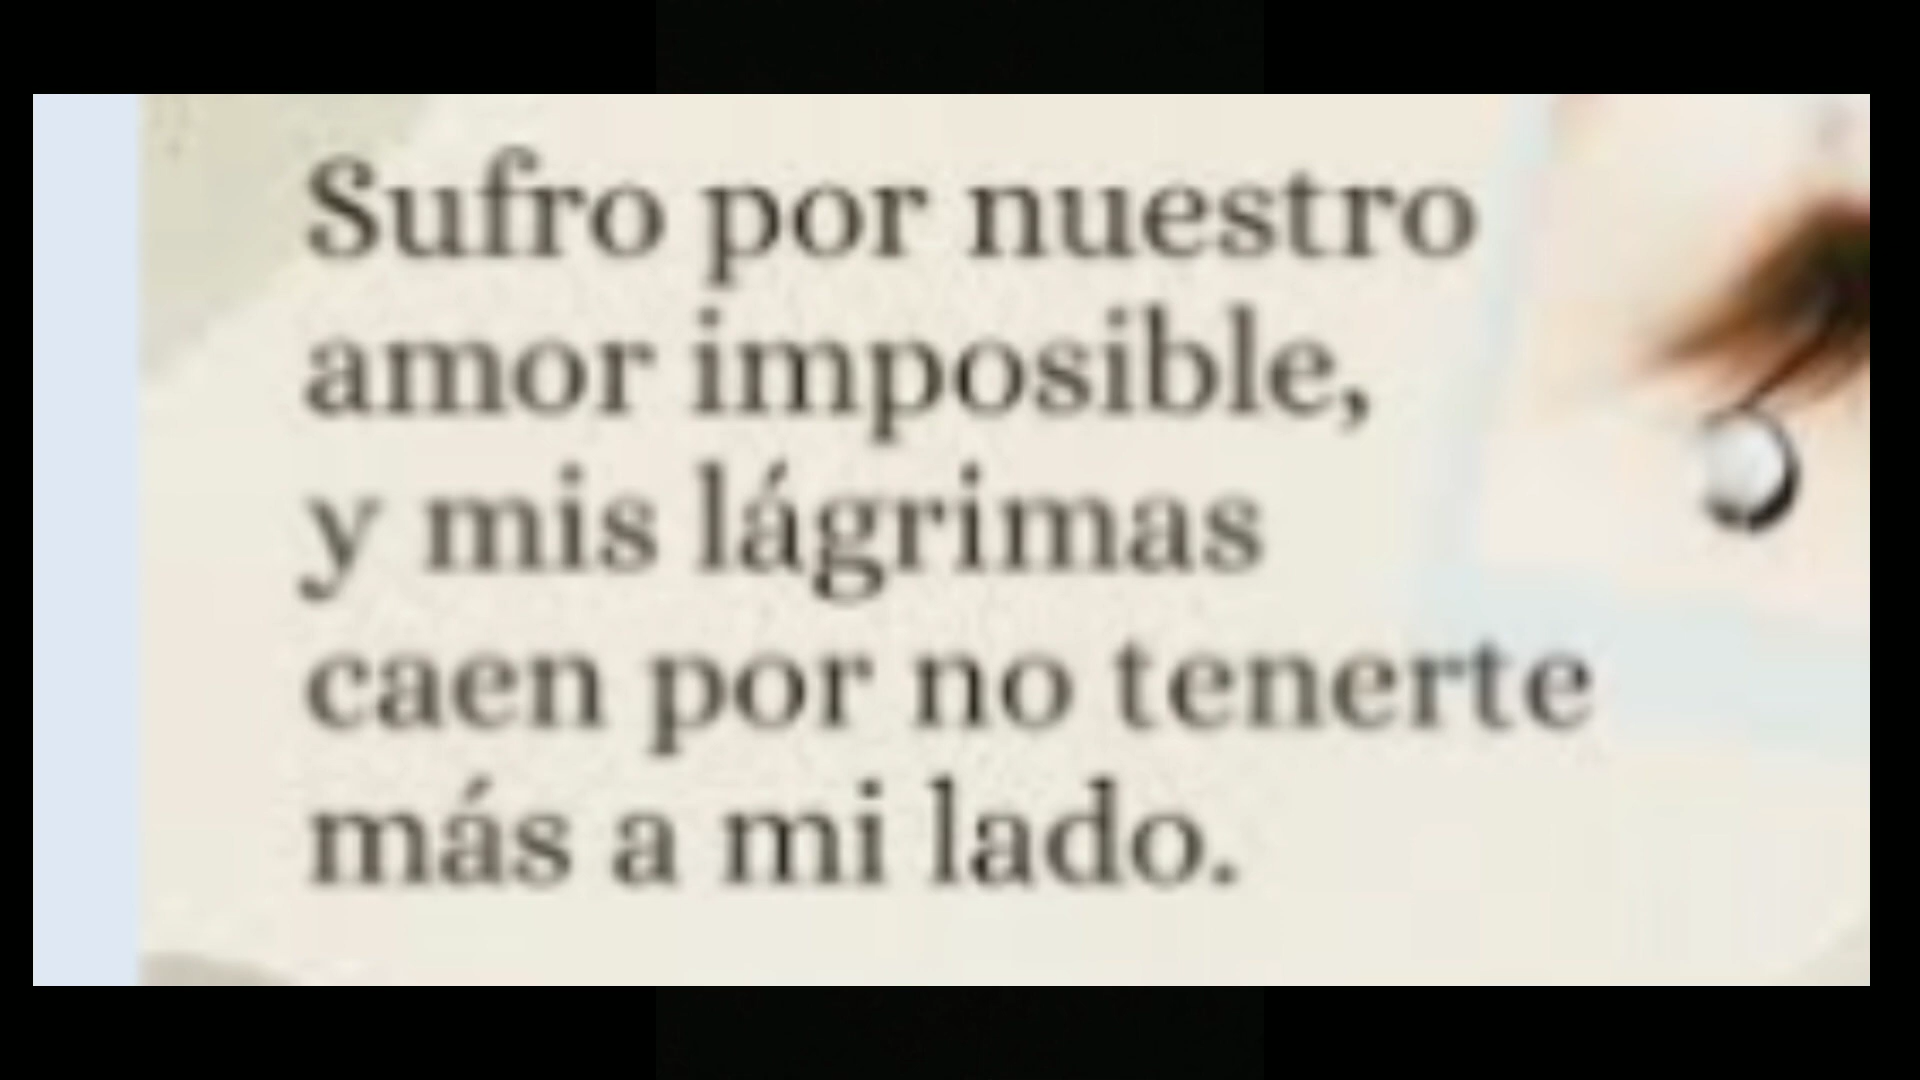 Sufro por nuestro
amor imposible,
y mis lágrimas
caen por no tenerte
más a mi lado.